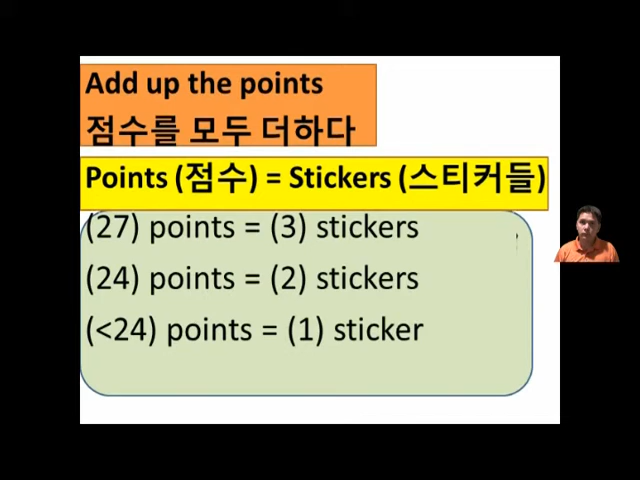 Add up the points
점수를 모두 더하다
Points (점수) = Stickers (스티커들)
(27) points = (3) stickers
(24) points = (2) stickers
(<24) points = (1) sticker